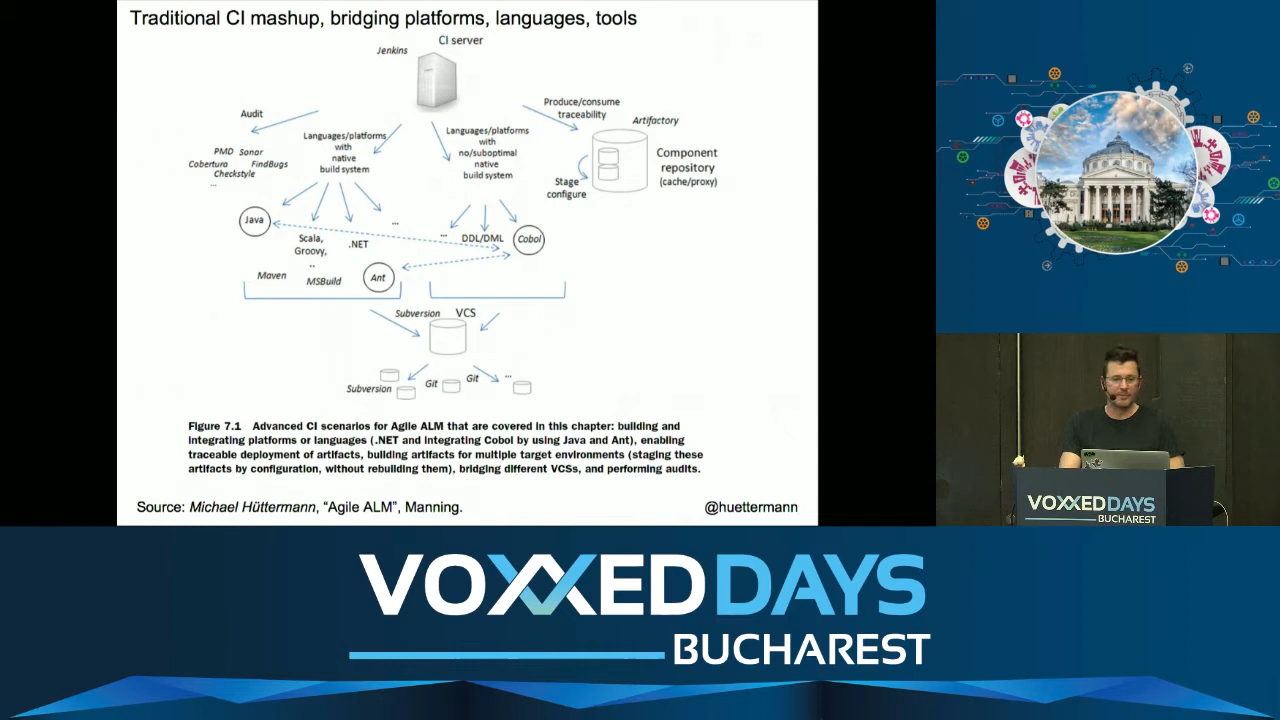 Traditional CI mashup, bridging platforms, languages, tools
CI server
Jenkins
Audit
PMD Sonar
Cobertura FindBugs
Checkstyle
...
Languages/platforms
with
native
build system
Languages/platforms
with
no/suboptimal
native
build system
Produce/consume
traceability
Artifactory
Component
repository
(cache/proxy)
Stage
configure
Java
Scala,
Groovy,
..
.NET
...
Maven
MSBuild
Ant
...
DDL/DML
Cobol
Subversion VCS
Subversion
Git
Git
...
Figure 7.1 Advanced CI scenarios for Agile ALM that are covered in this chapter: building and
integrating platforms or languages (.NET and integrating Cobol by using Java and Ant), enabling
traceable deployment of artifacts, building artifacts for multiple target environments (staging these
artifacts by configuration, without rebuilding them), bridging different VCSs, and performing audits.
Source: Michael Hüttermann, “Agile ALM”, Manning.
@huettermann
VOXXEDDAYS
BUCHAREST
VOXXEDDAYS
BUCHAREST